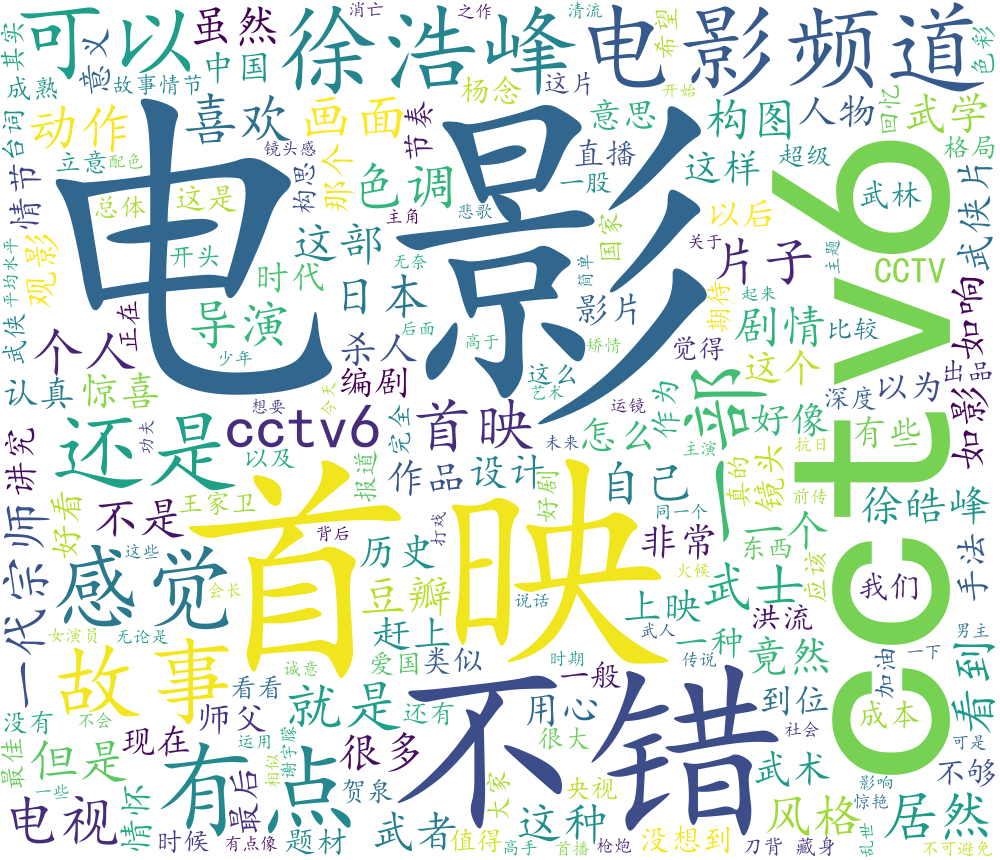 其实
可以
虽然
消亡
之作
清流
徐浩峰
电影频道
希望
色彩
成熟
意义
中国
故事情节
杨念
这片
开始
回忆
动作
喜欢
画面
节奏
意思
构图
人物
武学
格局
台词
立意
配色
镜头感
构思
那个
色调
直播
一股
这样
超级
武林
武侠片
情节
总体
这是
主角
悲歌
国家
以后
电影
cctv6
观影
平均水平
开头
这部
无奈
简单
关于
片子
主题
CCTV
如影如响
武侠
时代
日本
影片
期待
起来
正在
导演
后面
剧情
比较
个人
少年
杀人
高于
矫情
觉得
这个
出品
认真
惊喜
编剧
这么
艺术
一部
深度
以为
想要
今天
运镜
作为
好像
有些
讲究
还是
功夫
cctv6
首映
完全
未来
怎么
主演
抗日
以及
报道
作品
设计
好剧
自己
真的
镜头
前传
徐皓峰
一代宗师
好看
不是
王家卫
首映
背后
打戏
同一个
非常
东西
一个
手法
这些
感觉
会长
历史
豆瓣
说话
火候
武士
应该
我们
女演员
无论是
赶上
上映
武人
洪流
男主
故事
诚意
爱国
类似
时期
一种
传说
竟然
加油
一下
看到
没有
不会
看看
就是
还有
一般
不错
到位
成本
师父
用心
社会
可是
最佳
但是
现在
有点
运用
相似
谢宇朦
很多
很大
武术
不够
一些
最后
贺泉
大家
央视
影响
惊艳
电视
情怀
时候
有点像
题材
武者
值得
高手
这种
首播
枪炮
没想到
刀背
藏身
风格
乱世
居然
不可避免